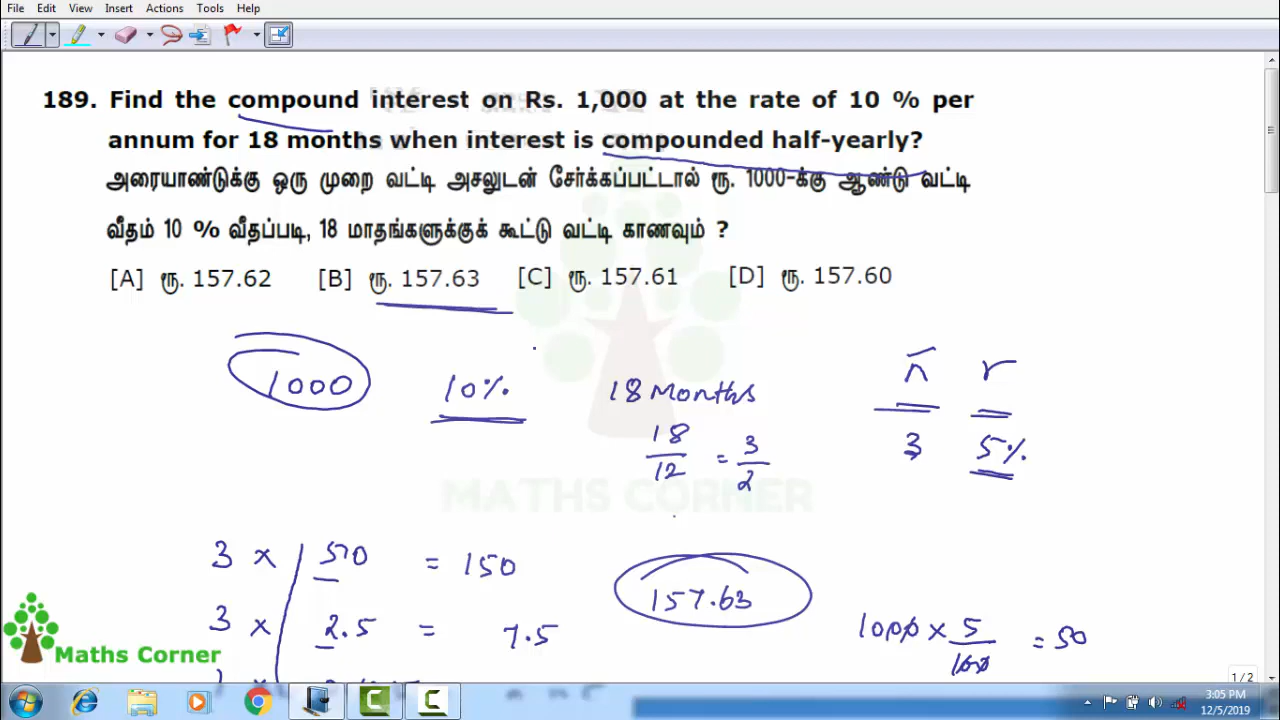 File Edit View Insert Actions Tools Help
189. Find the compound interest on Rs. 1,000 at the rate of 10 % per
annum for 18 months when interest is compounded half-yearly?
அரையாண்டுக்கு ஒரு முறை வட்டி அசலுடன் சேர்க்கப்பட்டால் ரூ. 1000-க்கு ஆண்டு வட்டி
வீதம் 10 % வீதப்படி, 18 மாதங்களுக்குக் கூட்டு வட்டி காணவும் ?
[A] ரூ. 157.62 [B] ரூ. 157.63 [C] ரூ. 157.61 [D] ரூ. 157.60
1000 10% 18 Months n r
18/12 = 3/2 3 5%
MATHS CORNER
3 × 50 = 150
157.63
3 × 2.5 = 7.5
1000 × 5/100 = 50
Maths Corner
1/2
3:05 PM
12/5/2019